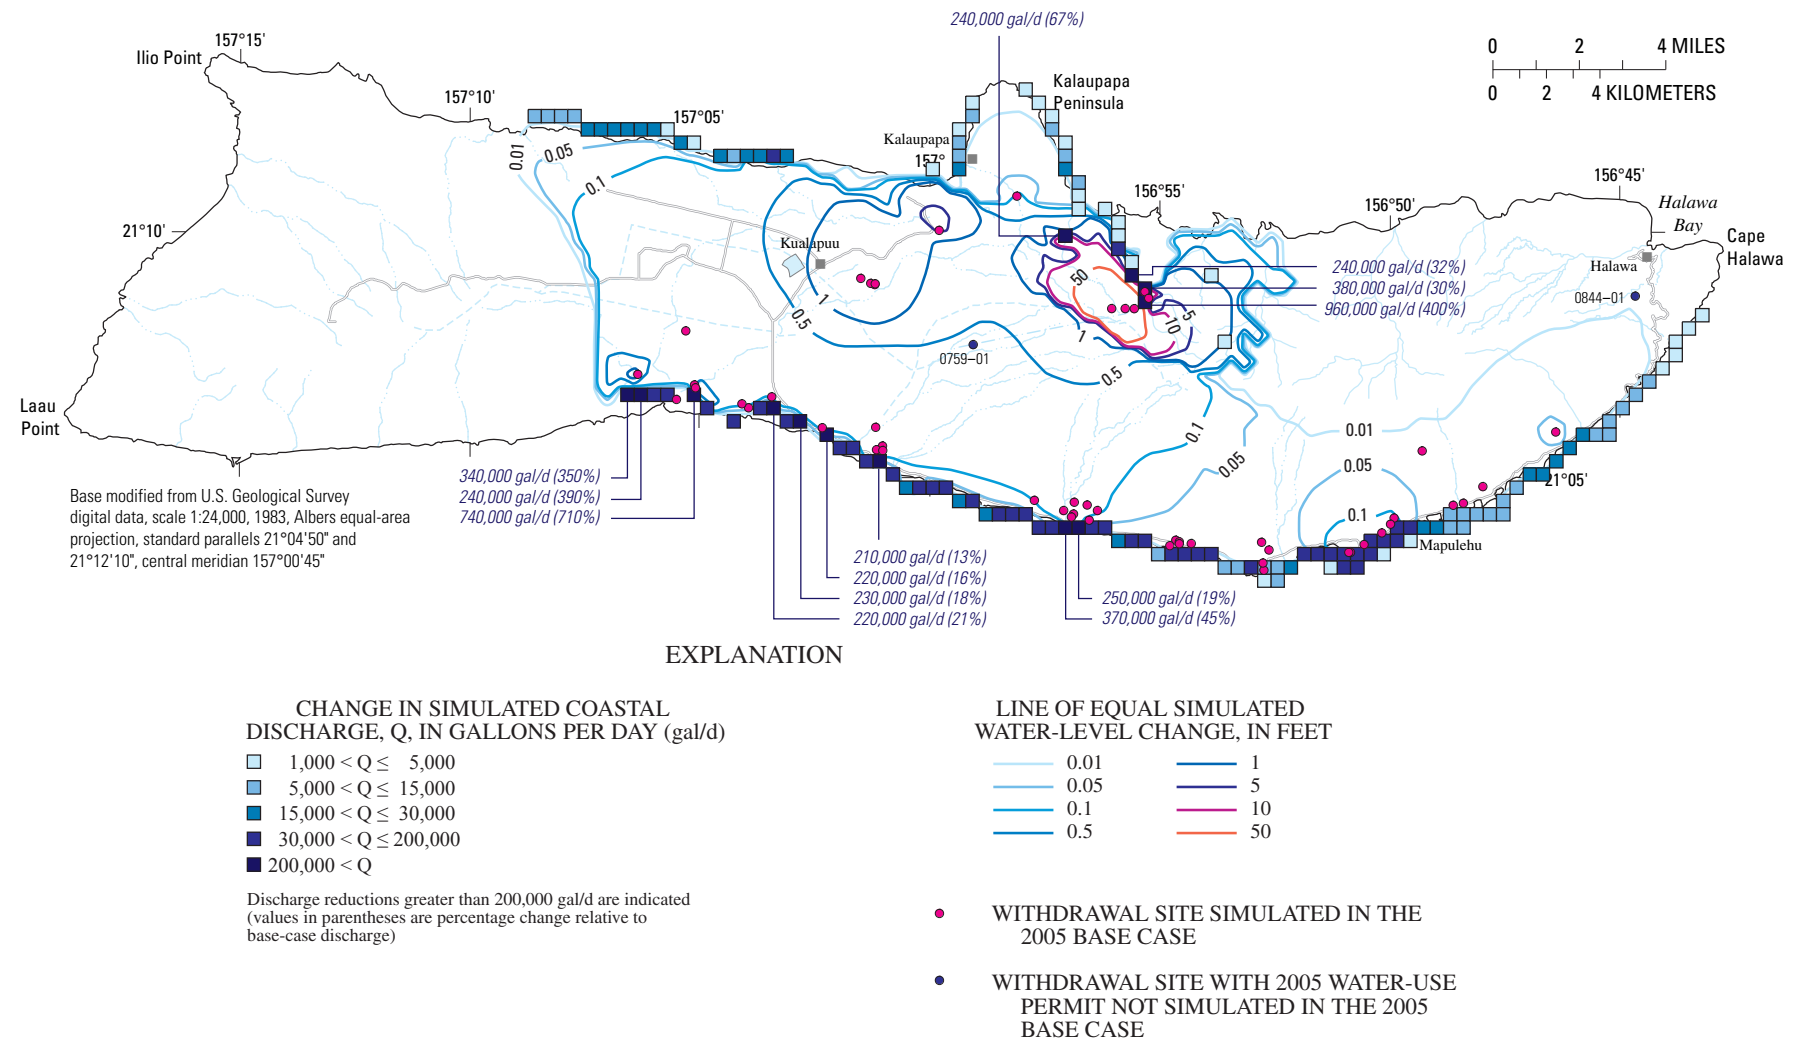 240,000 gal/d (67%)
0 2 4 MILES
0 2 4 KILOMETERS
157°15'
Ilio Point
157°10'
157°05'
Kalaupapa
Peninsula
Kalaupapa
157°
156°55'
156°50'
156°45'
Halawa
Bay
Cape
Halawa
Halawa
0844–01
21°10'
0.01
0.05
0.1
Kualapuu
1
0.5
50
5
10
1
0.5
0759–01
240,000 gal/d (32%)
380,000 gal/d (30%)
960,000 gal/d (400%)
Laau
Point
0.1
0.05
0.01
0.05
0.1
21°05'
Mapulehu
340,000 gal/d (350%)
240,000 gal/d (390%)
740,000 gal/d (710%)
Base modified from U.S. Geological Survey
digital data, scale 1:24,000, 1983, Albers equal-area
projection, standard parallels 21°04'50" and
21°12'10", central meridian 157°00'45"
210,000 gal/d (13%)
220,000 gal/d (16%)
230,000 gal/d (18%)
220,000 gal/d (21%)
250,000 gal/d (19%)
370,000 gal/d (45%)
EXPLANATION
CHANGE IN SIMULATED COASTAL
DISCHARGE, Q, IN GALLONS PER DAY (gal/d)
1,000 < Q ≤ 5,000
5,000 < Q ≤ 15,000
15,000 < Q ≤ 30,000
30,000 < Q ≤ 200,000
200,000 < Q
Discharge reductions greater than 200,000 gal/d are indicated
(values in parentheses are percentage change relative to
base-case discharge)
LINE OF EQUAL SIMULATED
WATER-LEVEL CHANGE, IN FEET
0.01 1
0.05 5
0.1 10
0.5 50
WITHDRAWAL SITE SIMULATED IN THE
2005 BASE CASE
WITHDRAWAL SITE WITH 2005 WATER-USE
PERMIT NOT SIMULATED IN THE 2005
BASE CASE